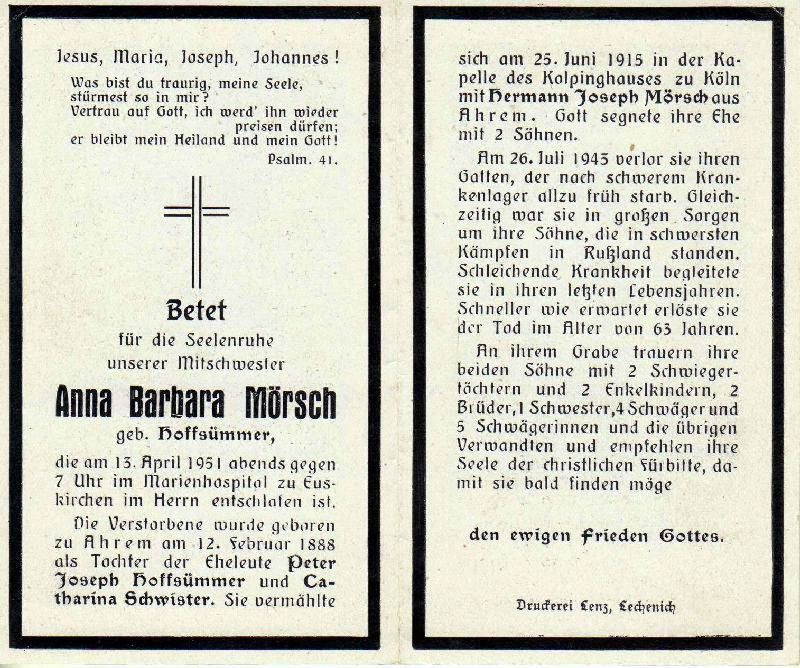 Jesus, Maria, Joseph, Johannes!
Was bist du traurig, meine Seele,
stürmest so in mir?
Vertrau auf Gott, ich werd' ihn wieder
preisen dürfen;
er bleibt mein Heiland und mein Gott!
Psalm. 41.
Betet
für die Seelenruhe
unserer Mitschwester
Anna Barbara Mörsch
geb. Hoffsümmer,
die am 13. April 1951 abends gegen
7 Uhr im Marienhospital zu Eus-
kirchen im Herrn entschlafen ist.
Die Verstorbene wurde geboren
zu Ahrem am 12. Februar 1888
als Tochter der Eheleute Peter
Joseph Hoffsümmer und Ca-
tharina Schwister. Sie vermählte
sich am 25. Juni 1915 in der Ka-
pelle des Kolpinghauses zu Köln
mit Hermann Joseph Mörsch aus
Ahrem. Gott segnete ihre Ehe
mit 2 Söhnen.
Am 26. Juli 1943 verlor sie ihren
Gatten, der nach schwerem Kran-
kenlager allzu früh starb. Gleich-
zeitig war sie in großen Sorgen
um ihre Söhne, die in schwersten
Kämpfen in Rußland standen.
Schleichende Krankheit begleitete
sie in ihren letzten Lebensjahren.
Schneller wie erwartet erlöste sie
der Tod im Alter von 63 Jahren.
An ihrem Grabe trauern ihre
beiden Söhne mit 2 Schwieger-
töchtern und 2 Enkelkindern, 2
Brüder, 1 Schwester, 4 Schwäger und
5 Schwägerinnen und die übrigen
Verwandten und empfehlen ihre
Seele der christlichen Fürbitte, da-
mit sie bald finden möge
den ewigen Frieden Gottes.
Druckerei Lenz, Lechenich